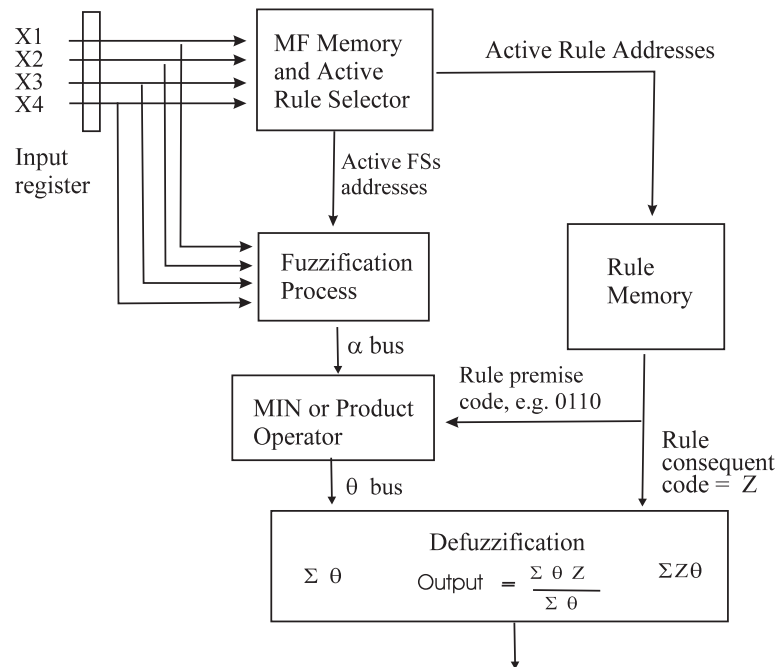 X1
X2
X3
X4
Input
register
MF Memory
and Active
Rule Selector
Active Rule Addresses
Active FSs
addresses
Fuzzification
Process
Rule
Memory
α bus
Rule premise
code, e.g. 0110
MIN or Product
Operator
Rule
consequent
code = Z
θ bus
Defuzzification
Σ θ
Output = Σ θ Z
Σ θ
ΣZθ